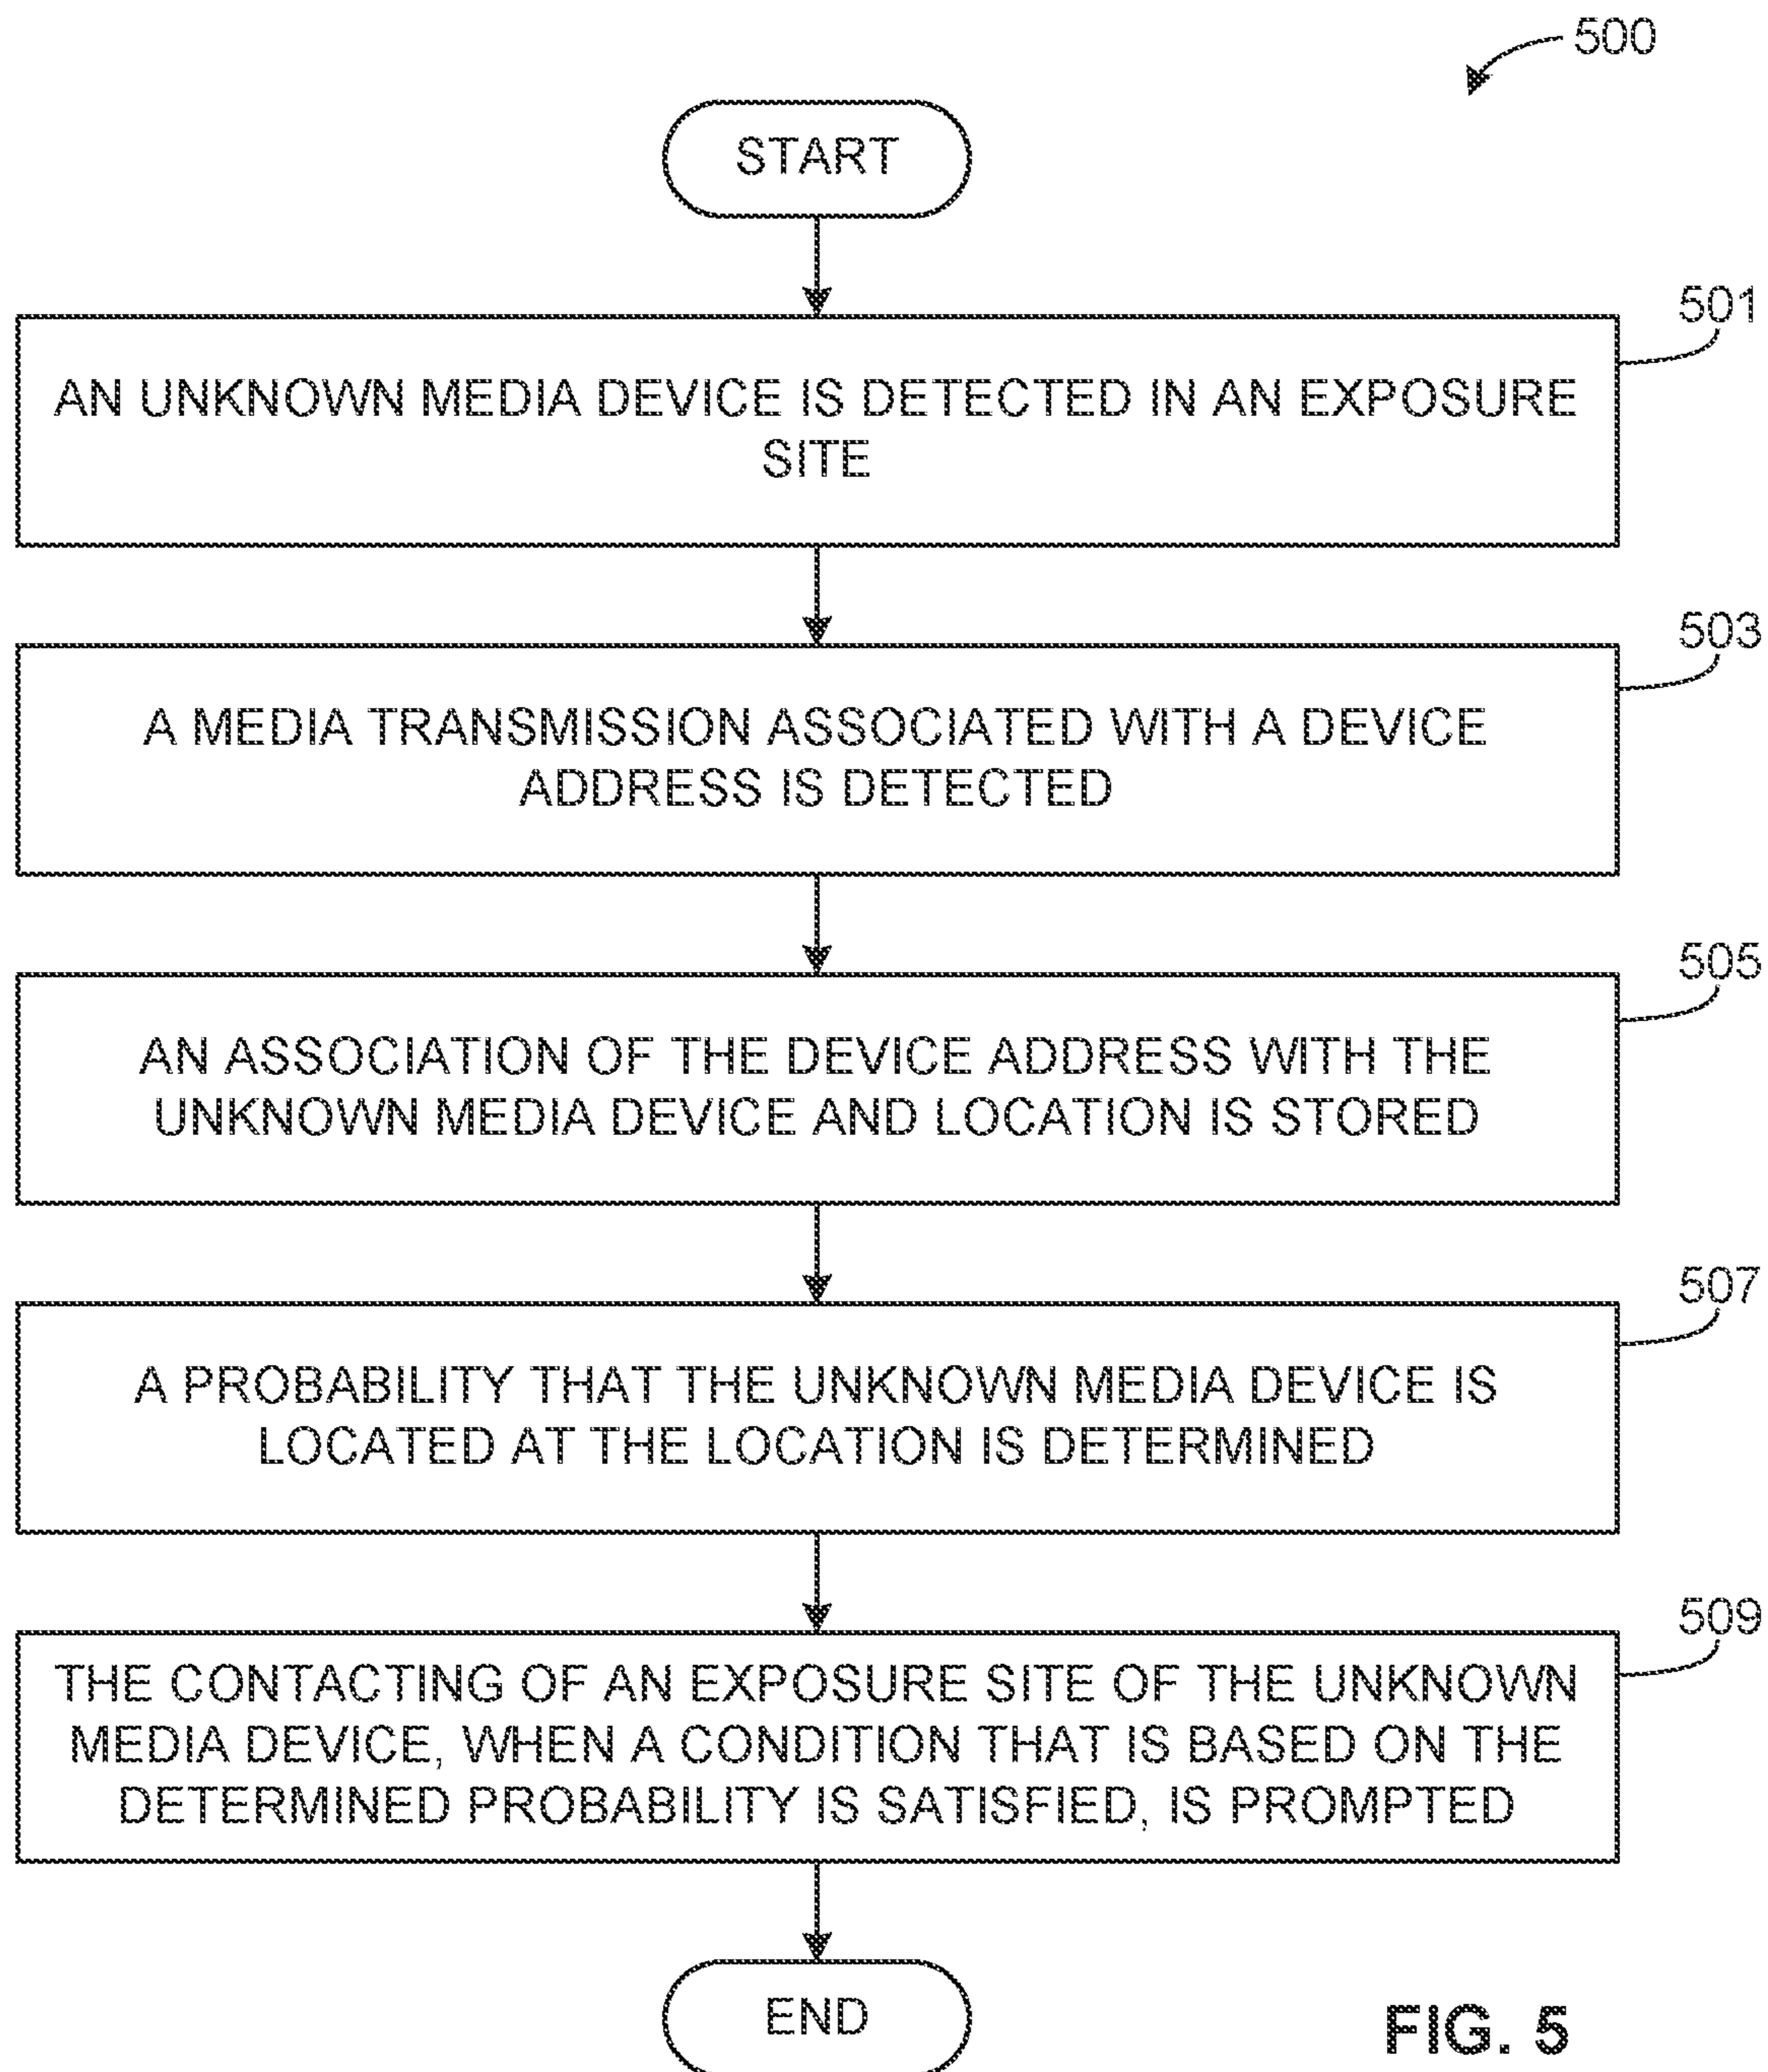 500
START
501
AN UNKNOWN MEDIA DEVICE IS DETECTED IN AN EXPOSURE
SITE
503
A MEDIA TRANSMISSION ASSOCIATED WITH A DEVICE
ADDRESS IS DETECTED
505
AN ASSOCIATION OF THE DEVICE ADDRESS WITH THE
UNKNOWN MEDIA DEVICE AND LOCATION IS STORED
507
A PROBABILITY THAT THE UNKNOWN MEDIA DEVICE IS
LOCATED AT THE LOCATION IS DETERMINED
509
THE CONTACTING OF AN EXPOSURE SITE OF THE UNKNOWN
MEDIA DEVICE, WHEN A CONDITION THAT IS BASED ON THE
DETERMINED PROBABILITY IS SATISFIED, IS PROMPTED
END
FIG. 5